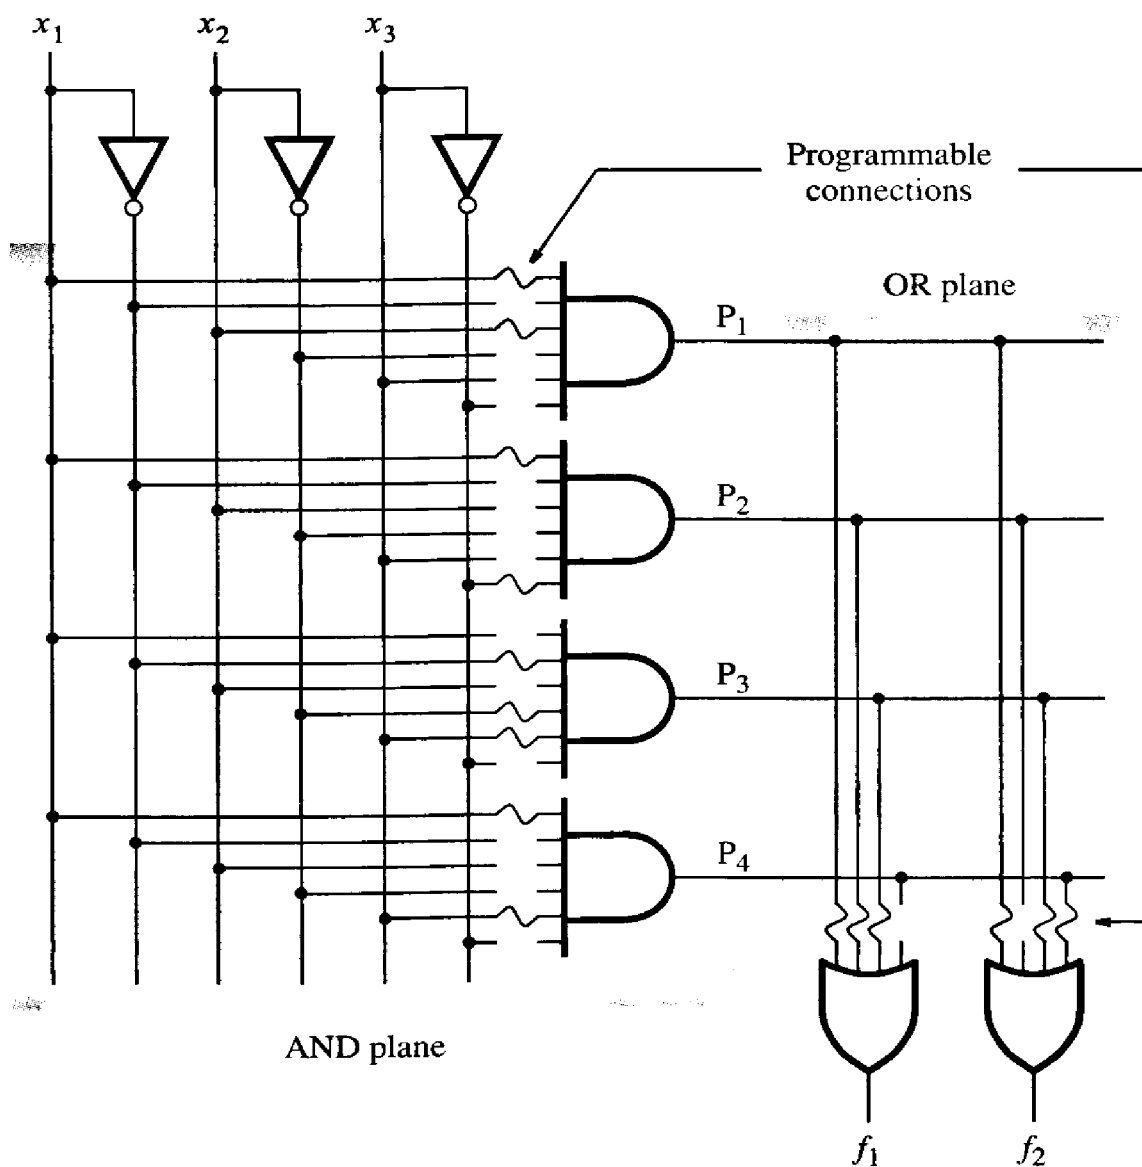 x1 x2 x3
Programmable
connections
OR plane
P1
P2
P3
P4
AND plane
f1 f2